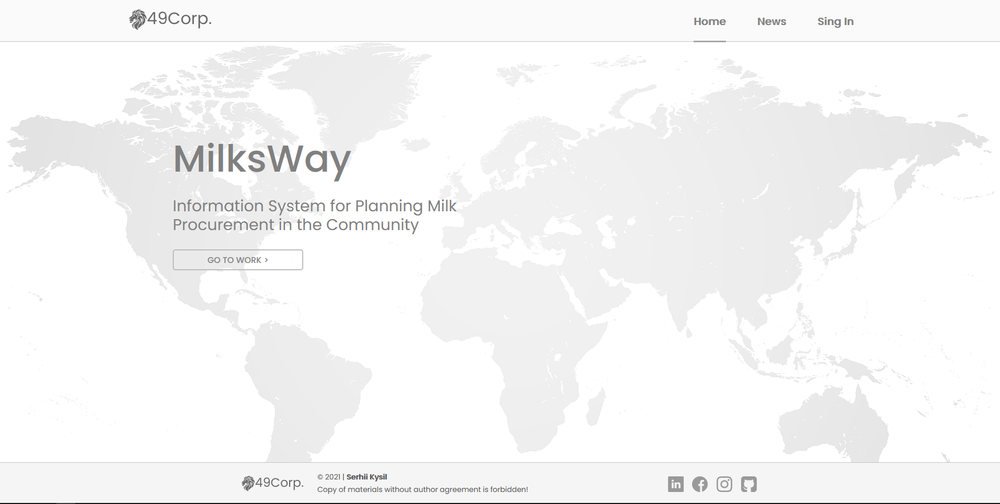 49Corp.
Home
News
Sing In
MilksWay
Information System for Planning Milk
Procurement in the Community
GO TO WORK >
49Corp.
© 2021 | Serhii Kysil
Copy of materials without author agreement is forbidden!
in